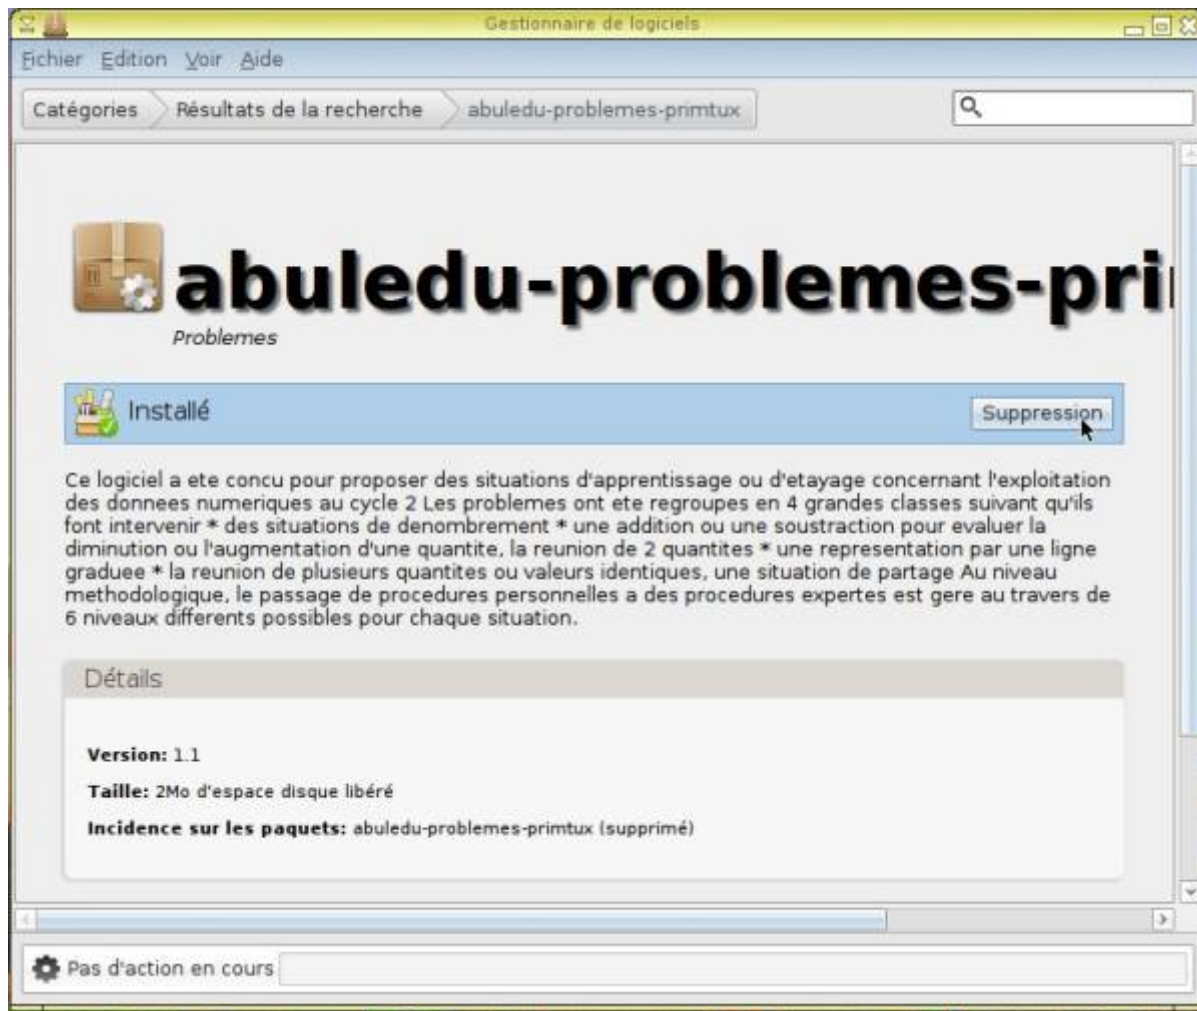 Gestionnaire de logiciels
Fichier Edition Voir Aide
Catégories Résultats de la recherche abuledu-problemes-primtux
abuledu-problemes-pri
Problemes
Installé Suppression
Ce logiciel a ete concu pour proposer des situations d'apprentissage ou d'etayage concernant l'exploitation
des donnees numeriques au cycle 2 Les problemes ont ete regroupes en 4 grandes classes suivant qu'ils
font intervenir * des situations de denombrement * une addition ou une soustraction pour evaluer la
diminution ou l'augmentation d'une quantite, la reunion de 2 quantites * une representation par une ligne
graduee * la reunion de plusieurs quantites ou valeurs identiques, une situation de partage Au niveau
methodologique, le passage de procedures personnelles a des procedures expertes est gere au travers de
6 niveaux differents possibles pour chaque situation.
Détails
Version: 1.1
Taille: 2Mo d'espace disque libéré
Incidence sur les paquets: abuledu-problemes-primtux (supprimé)
Pas d'action en cours